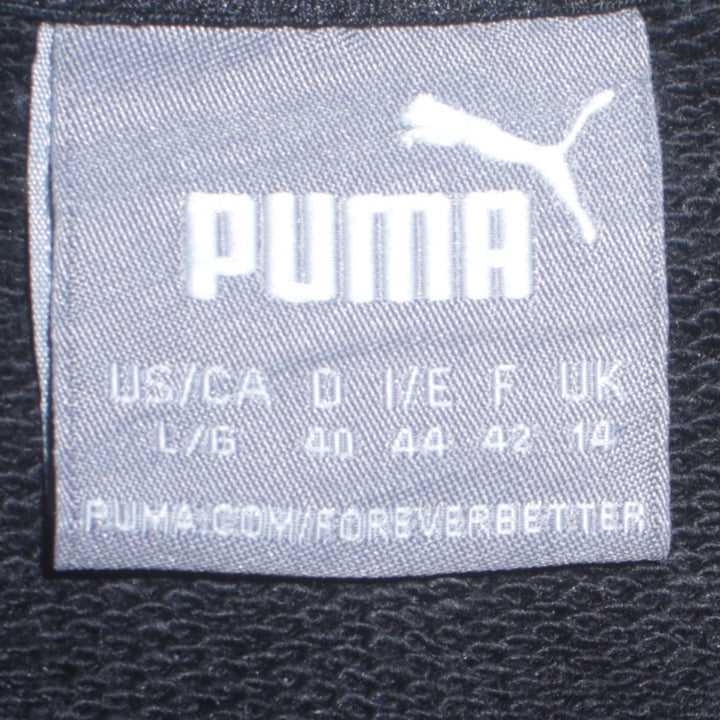 PUMA
US/CA D I/E F UK
L/G 40 44 42 14
PUMA.COM/FOREVERBETTER